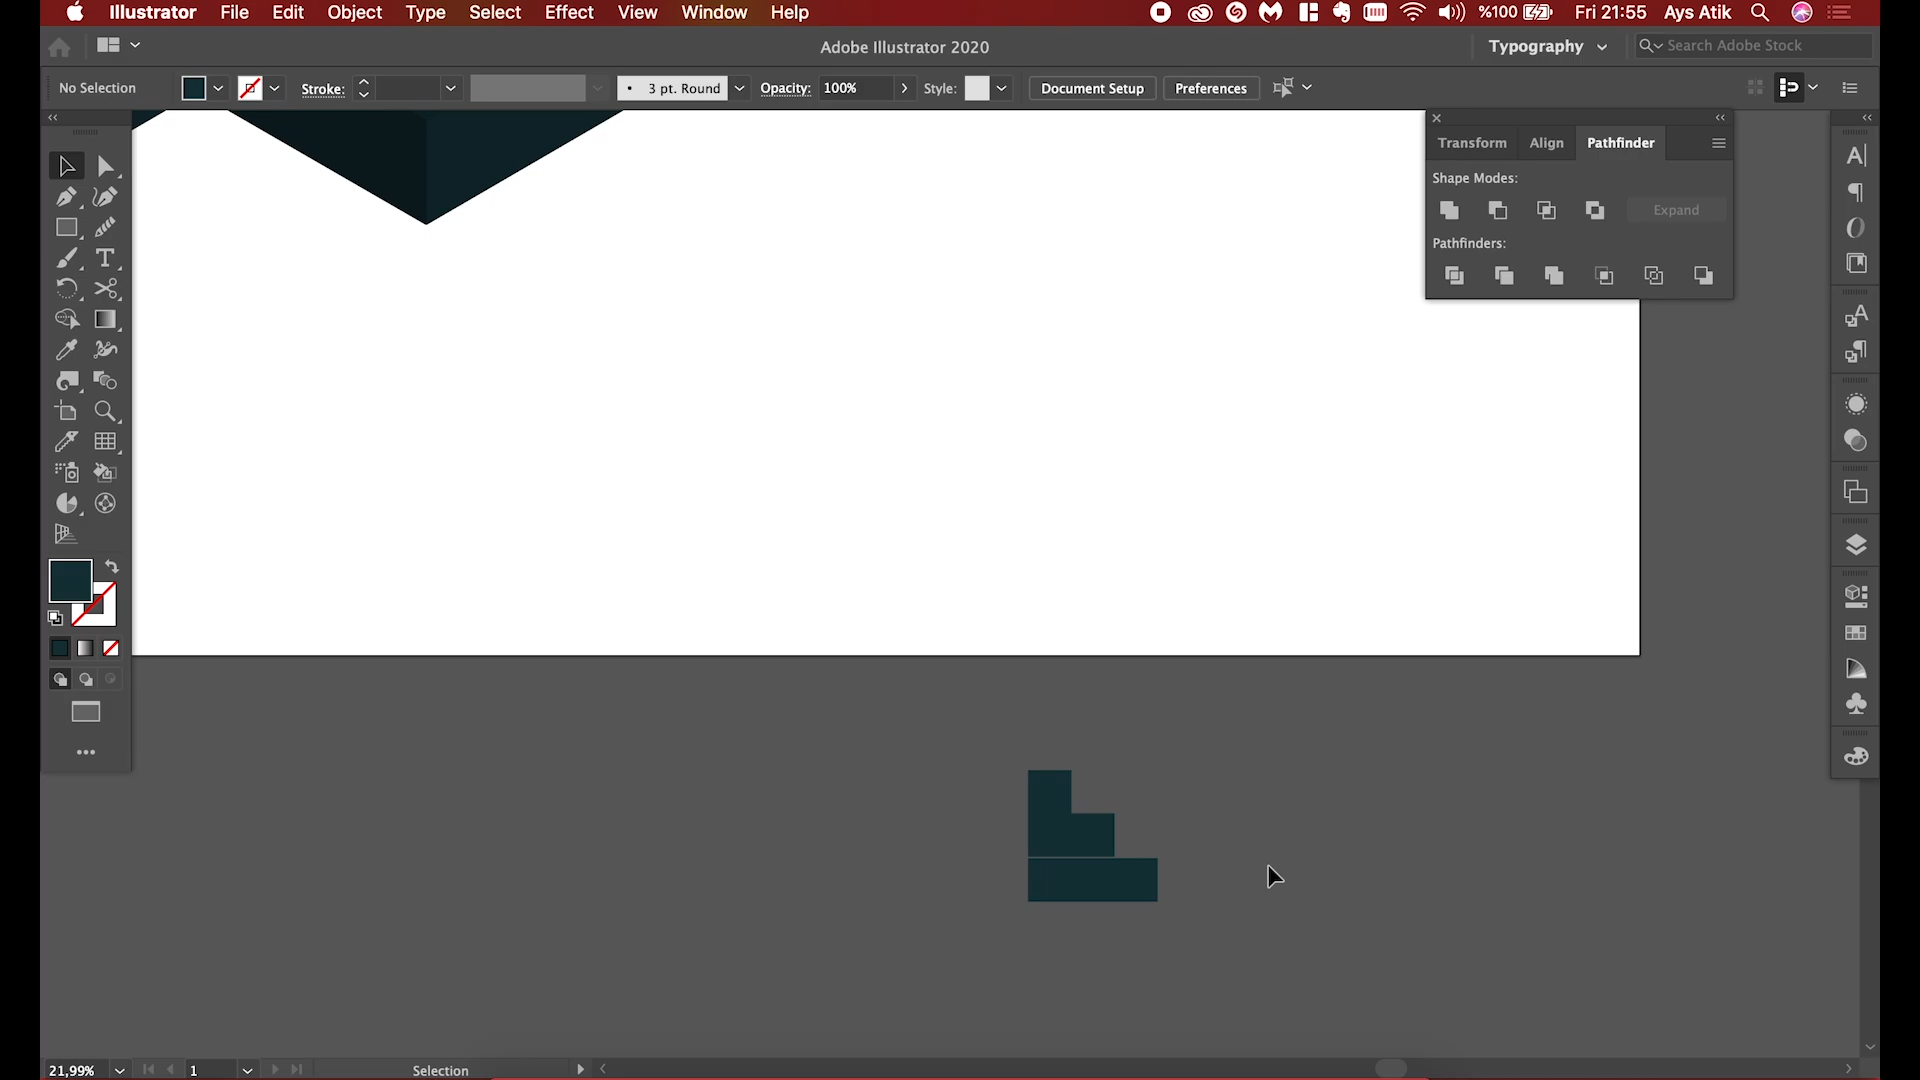 Illustrator File Edit Object Type Select Effect View Window Help %100 Fri 21:55 Ays Atik
Adobe Illustrator 2020 Typography Search Adobe Stock
No Selection Stroke: 3 pt. Round Opacity: 100% Style: Document Setup Preferences
Transform Align Pathfinder
Shape Modes:
Expand
Pathfinders:
21,99% 1 Selection